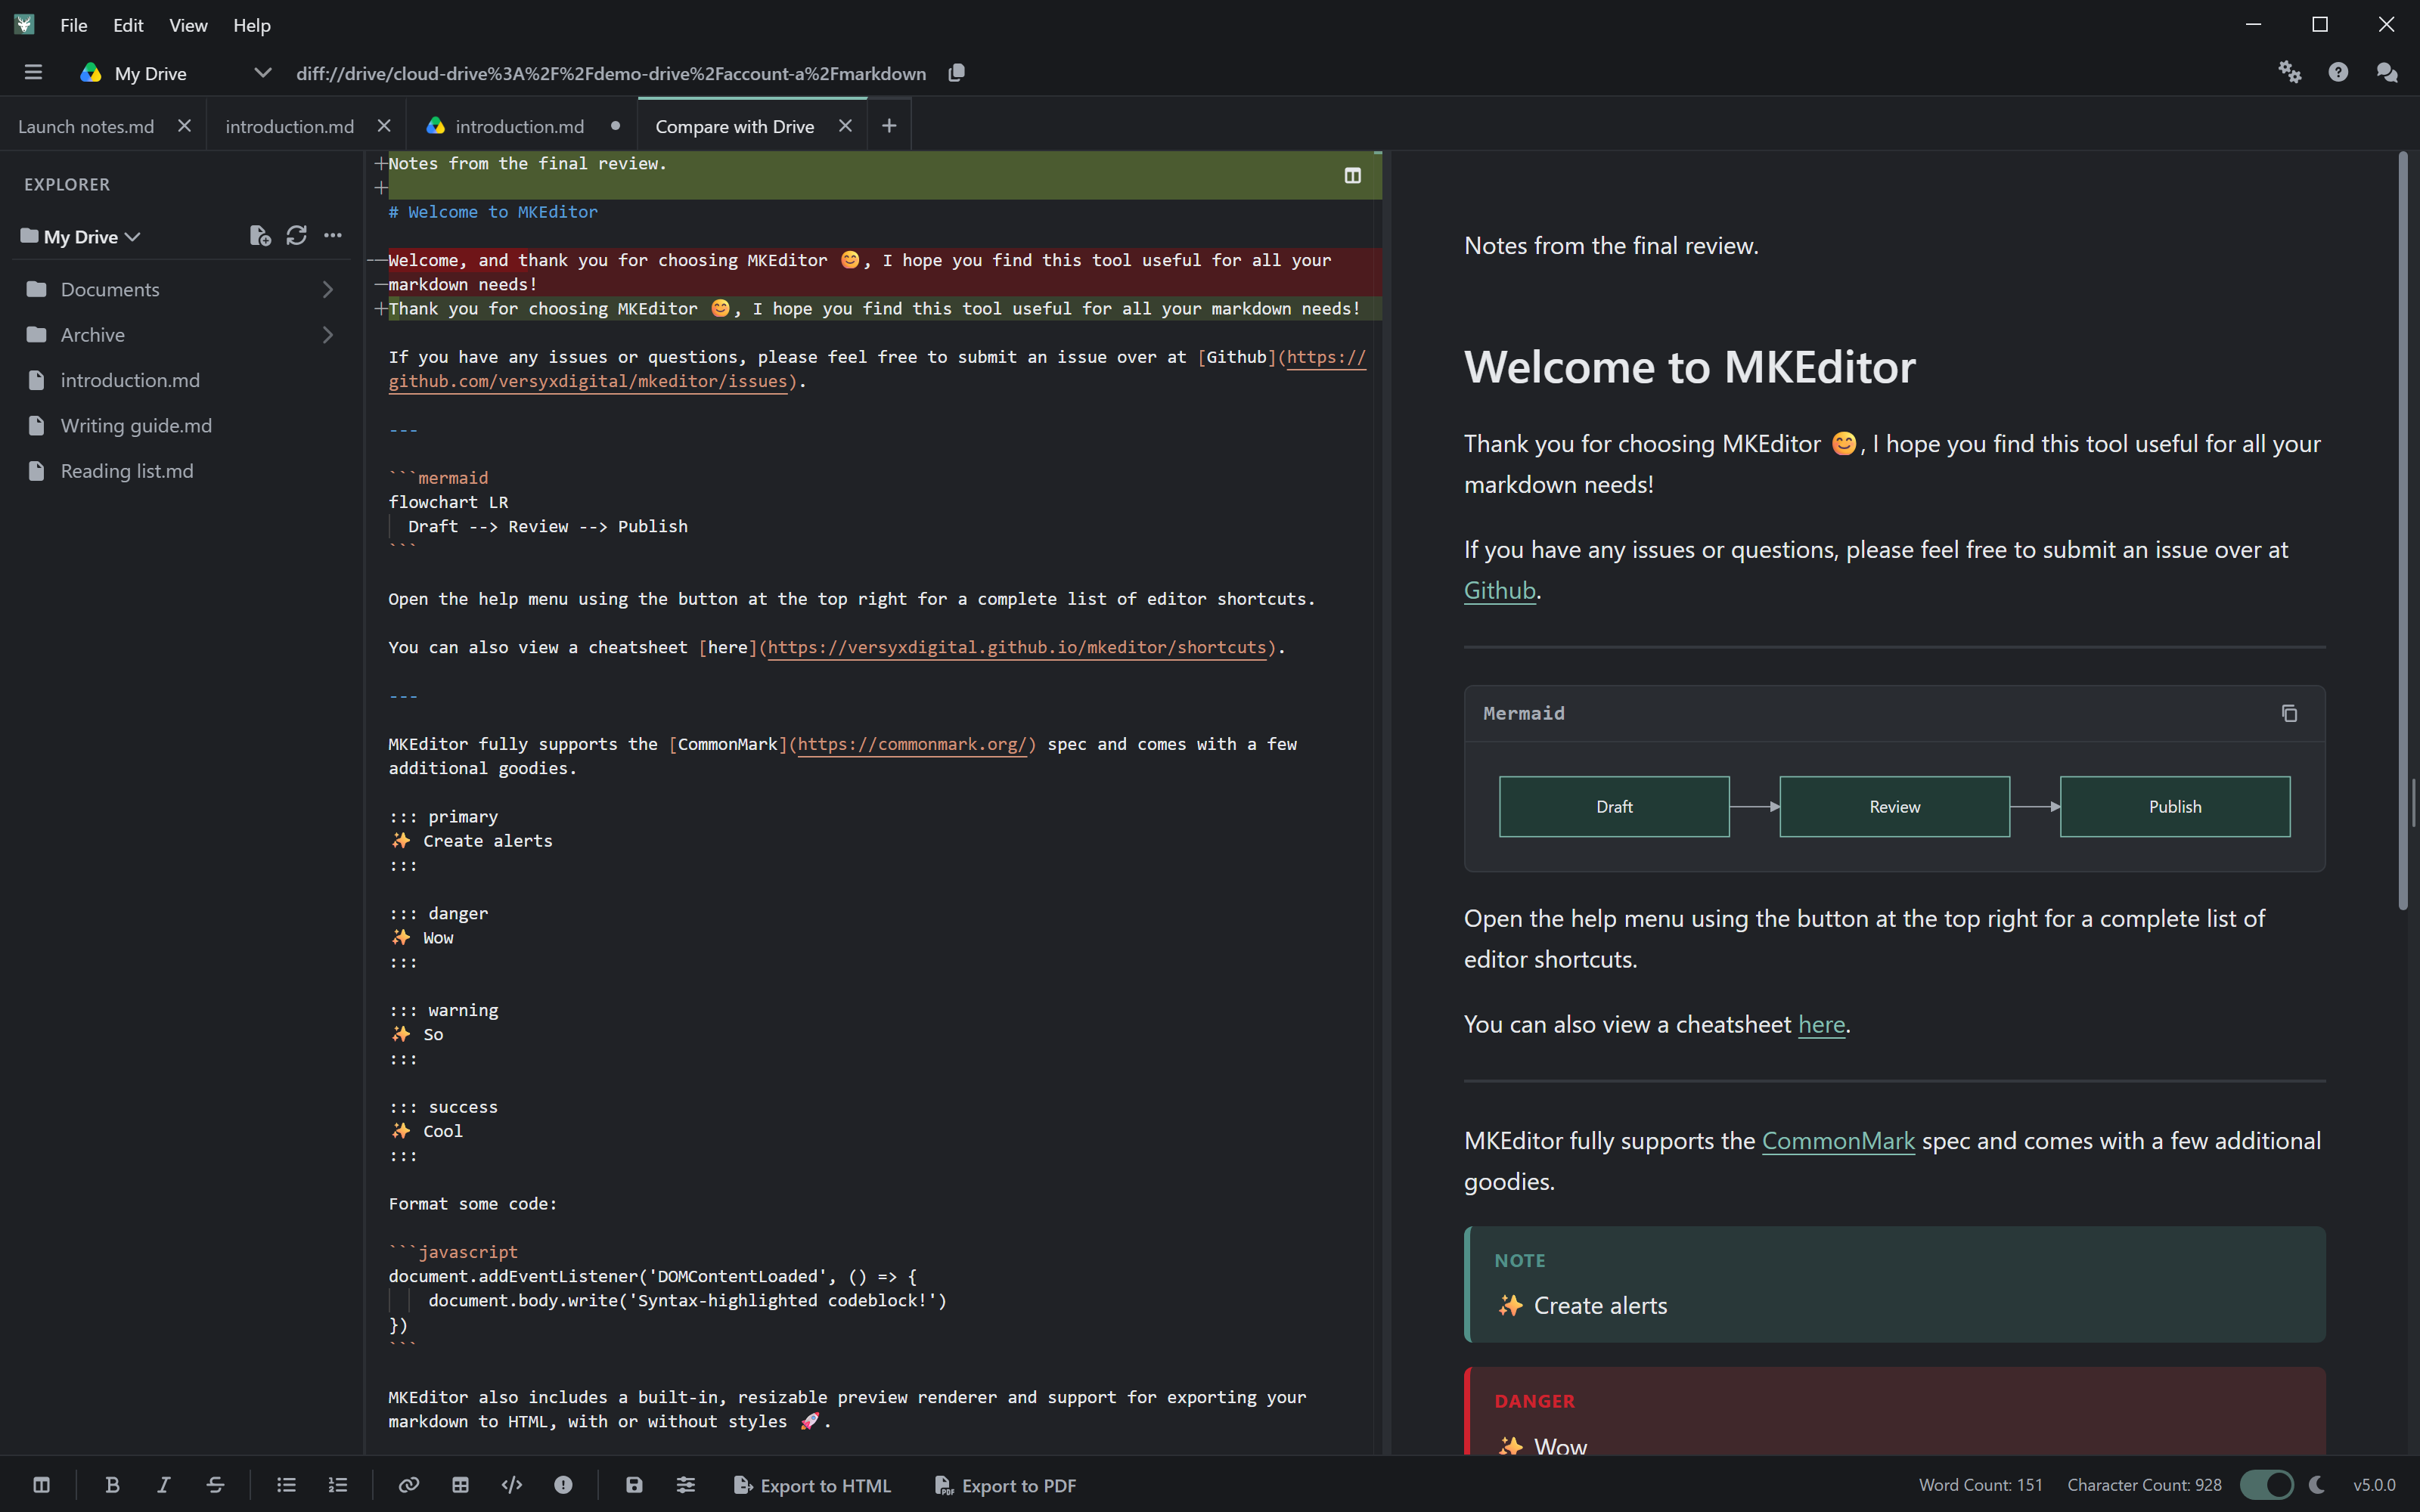 File Edit View Help
My Drive diff://drive/cloud-drive%3A%2F%2Fdemo-drive%2Faccount-a%2Fmarkdown
Launch notes.md introduction.md introduction.md Compare with Drive
EXPLORER
My Drive
Documents
Archive
introduction.md
Writing guide.md
Reading list.md
+Notes from the final review.
+
# Welcome to MKEditor
—Welcome, and thank you for choosing MKEditor 😊, I hope you find this tool useful for all your
—markdown needs!
+Thank you for choosing MKEditor 😊, I hope you find this tool useful for all your markdown needs!
If you have any issues or questions, please feel free to submit an issue over at [Github](https://
github.com/versyxdigital/mkeditor/issues).
---
```mermaid
flowchart LR
Draft --> Review --> Publish
```
Open the help menu using the button at the top right for a complete list of editor shortcuts.
You can also view a cheatsheet [here](https://versyxdigital.github.io/mkeditor/shortcuts).
---
MKEditor fully supports the [CommonMark](https://commonmark.org/) spec and comes with a few
additional goodies.
::: primary
✨ Create alerts
:::
::: danger
✨ Wow
:::
::: warning
✨ So
:::
::: success
✨ Cool
:::
Format some code:
```javascript
document.addEventListener('DOMContentLoaded', () => {
document.body.write('Syntax-highlighted codeblock!')
})
```
MKEditor also includes a built-in, resizable preview renderer and support for exporting your
markdown to HTML, with or without styles 🚀.
Notes from the final review.
Welcome to MKEditor
Thank you for choosing MKEditor 😊, I hope you find this tool useful for all your
markdown needs!
If you have any issues or questions, please feel free to submit an issue over at
Github.
Mermaid
Draft Review Publish
Open the help menu using the button at the top right for a complete list of
editor shortcuts.
You can also view a cheatsheet here.
MKEditor fully supports the CommonMark spec and comes with a few additional
goodies.
NOTE
✨ Create alerts
DANGER
✨ Wow
Export to HTML Export to PDF Word Count: 151 Character Count: 928 v5.0.0